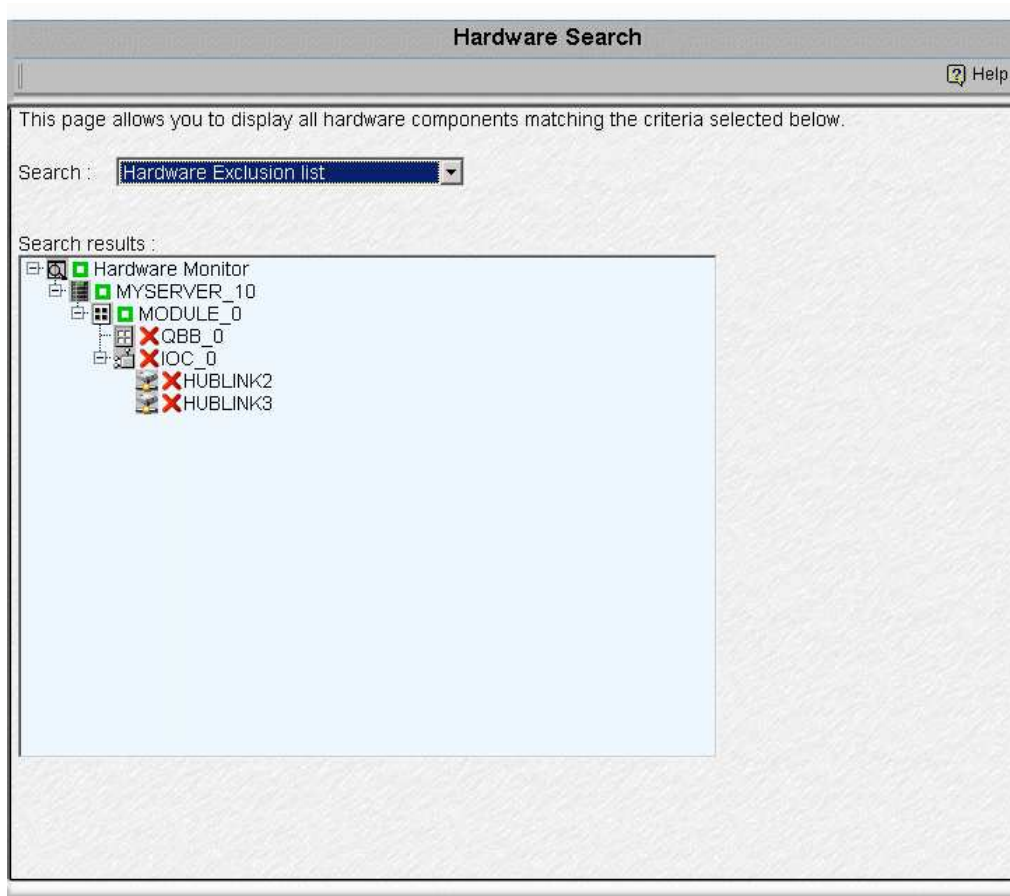 Hardware Search
Help
This page allows you to display all hardware components matching the criteria selected below.
Search :
Hardware Exclusion list
Search results :
Hardware Monitor
MYSERVER_10
MODULE_0
QBB_0
IOC_0
HUBLINK2
HUBLINK3